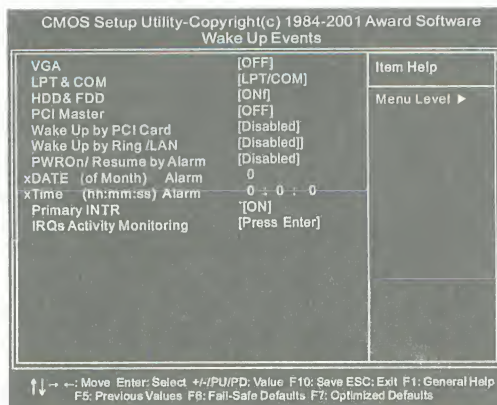 CMOS Setup Utility-Copyright(c) 1984-2001 Award Software
Wake Up Events
VGA [OFF]
LPT & COM [LPT/COM]
HDD& FDD [ONf]
PCI Master [OFF]
Wake Up by PCI Card [Disabled]
Wake Up by Ring /LAN [Disabled]]
PWROn/ Resume by Alarm [Disabled]
xDATE (of Month) Alarm 0
xTime (hh:mm:ss) Alarm 0 : 0 : 0
Primary INTR [ON]
IRQs Activity Monitoring [Press Enter]
Item Help
Menu Level ▶
↑↓→ ←: Move Enter: Select +/-/PU/PD: Value F10: Save ESC: Exit F1: General Help
F5: Previous Values F6: Fail-Safe Defaults F7: Optimized Defaults